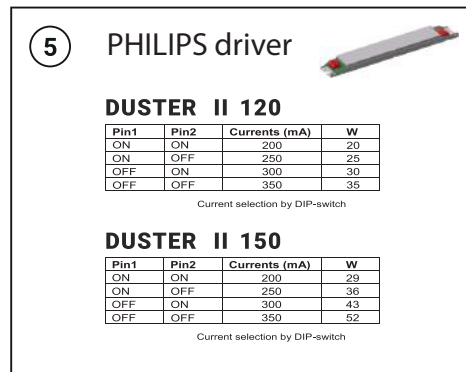 5 PHILIPS driver
DUSTER II 120
Pin1 Pin2 Currents (mA) W
ON ON 200 20
ON OFF 250 25
OFF ON 300 30
OFF OFF 350 35
Current selection by DIP-switch
DUSTER II 150
Pin1 Pin2 Currents (mA) W
ON ON 200 29
ON OFF 250 36
OFF ON 300 43
OFF OFF 350 52
Current selection by DIP-switch